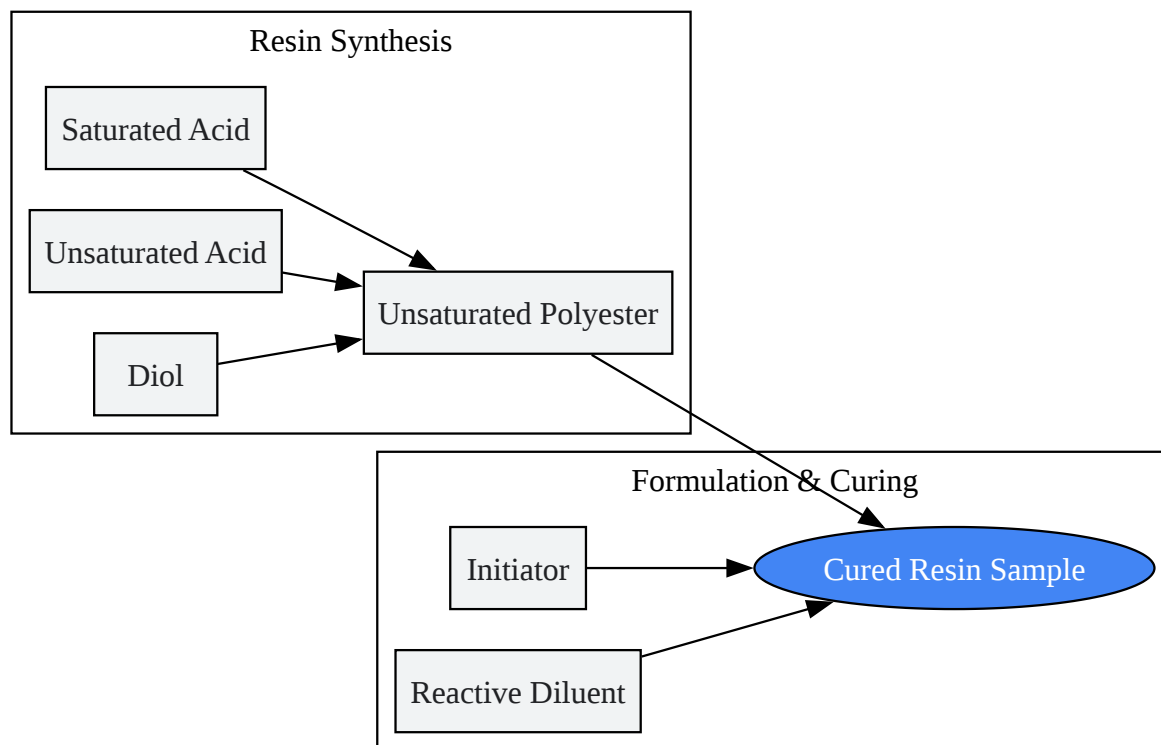 Resin Synthesis
Saturated Acid
Unsaturated Acid
Unsaturated Polyester
Diol
Formulation & Curing
Initiator
Cured Resin Sample
Reactive Diluent